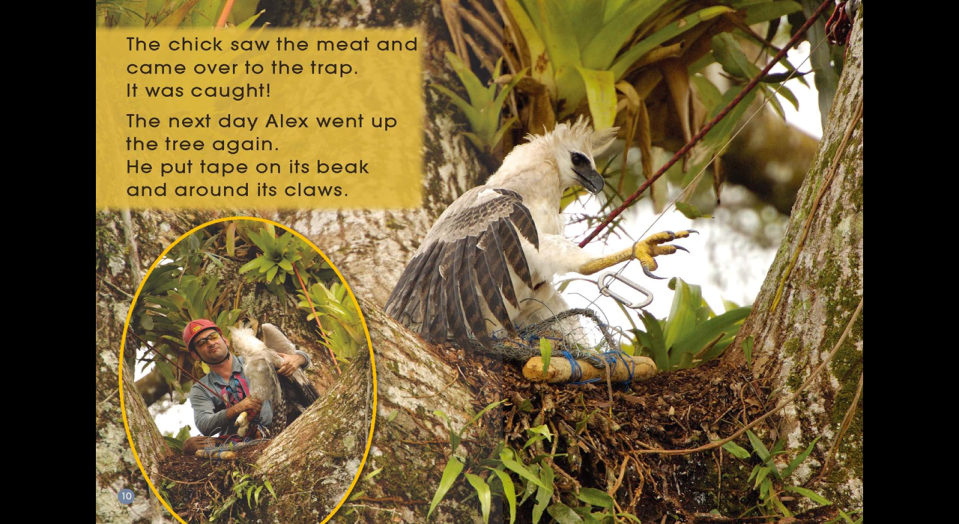 The chick saw the meat and
came over to the trap.
It was caught!
The next day Alex went up
the tree again.
He put tape on its beak
and around its claws.
10